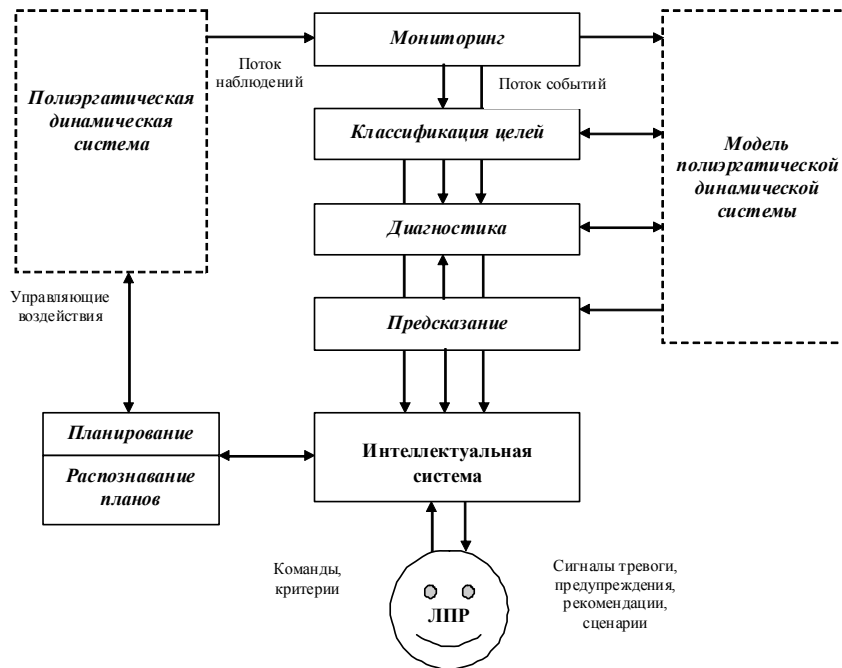 Мониторинг
Поток
наблюдений
Поток событий
Полиэргатическая
динамическая
система
Классификация целей
Модель
полиэргатической
динамической
системы
Диагностика
Управляющие
воздействия
Предсказание
Планирование
Распознавание
планов
Интеллектуальная
система
Команды,
критерии
Сигналы тревоги,
предупреждения,
рекомендации,
сценарии
ЛПР